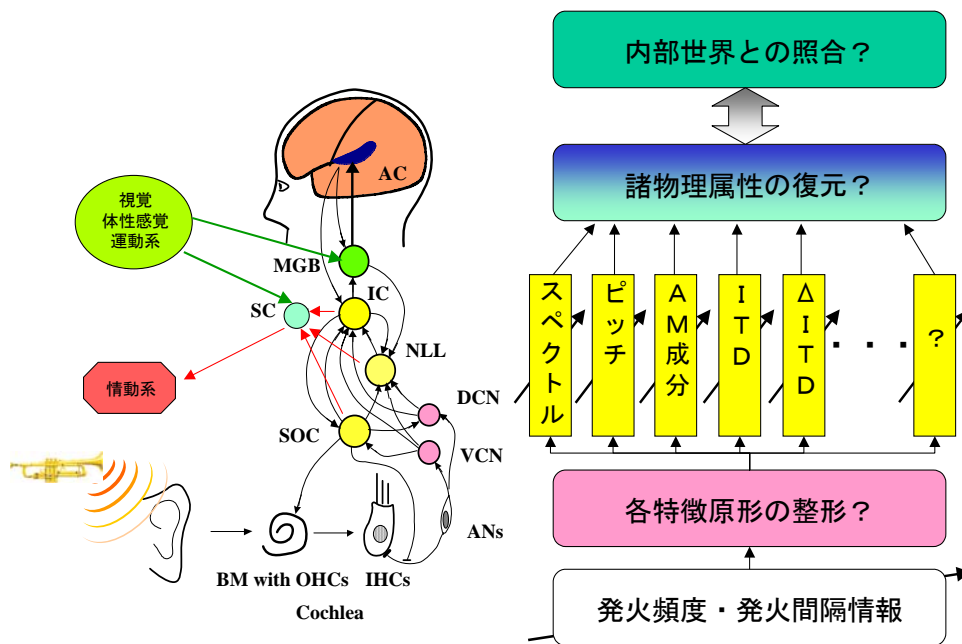 AC
視覚
体性感覚
運動系
MGB
IC
SC
NLL
情動系
DCN
SOC
VCN
ANs
BM with OHCs
IHCs
Cochlea
内部世界との照合？
諸物理属性の復元？
スペクトル
ピッチ
ＡＭ成分
ＩＴＤ
ΔＩＴＤ
・・・
？
各特徴原形の整形？
発火頻度・発火間隔情報